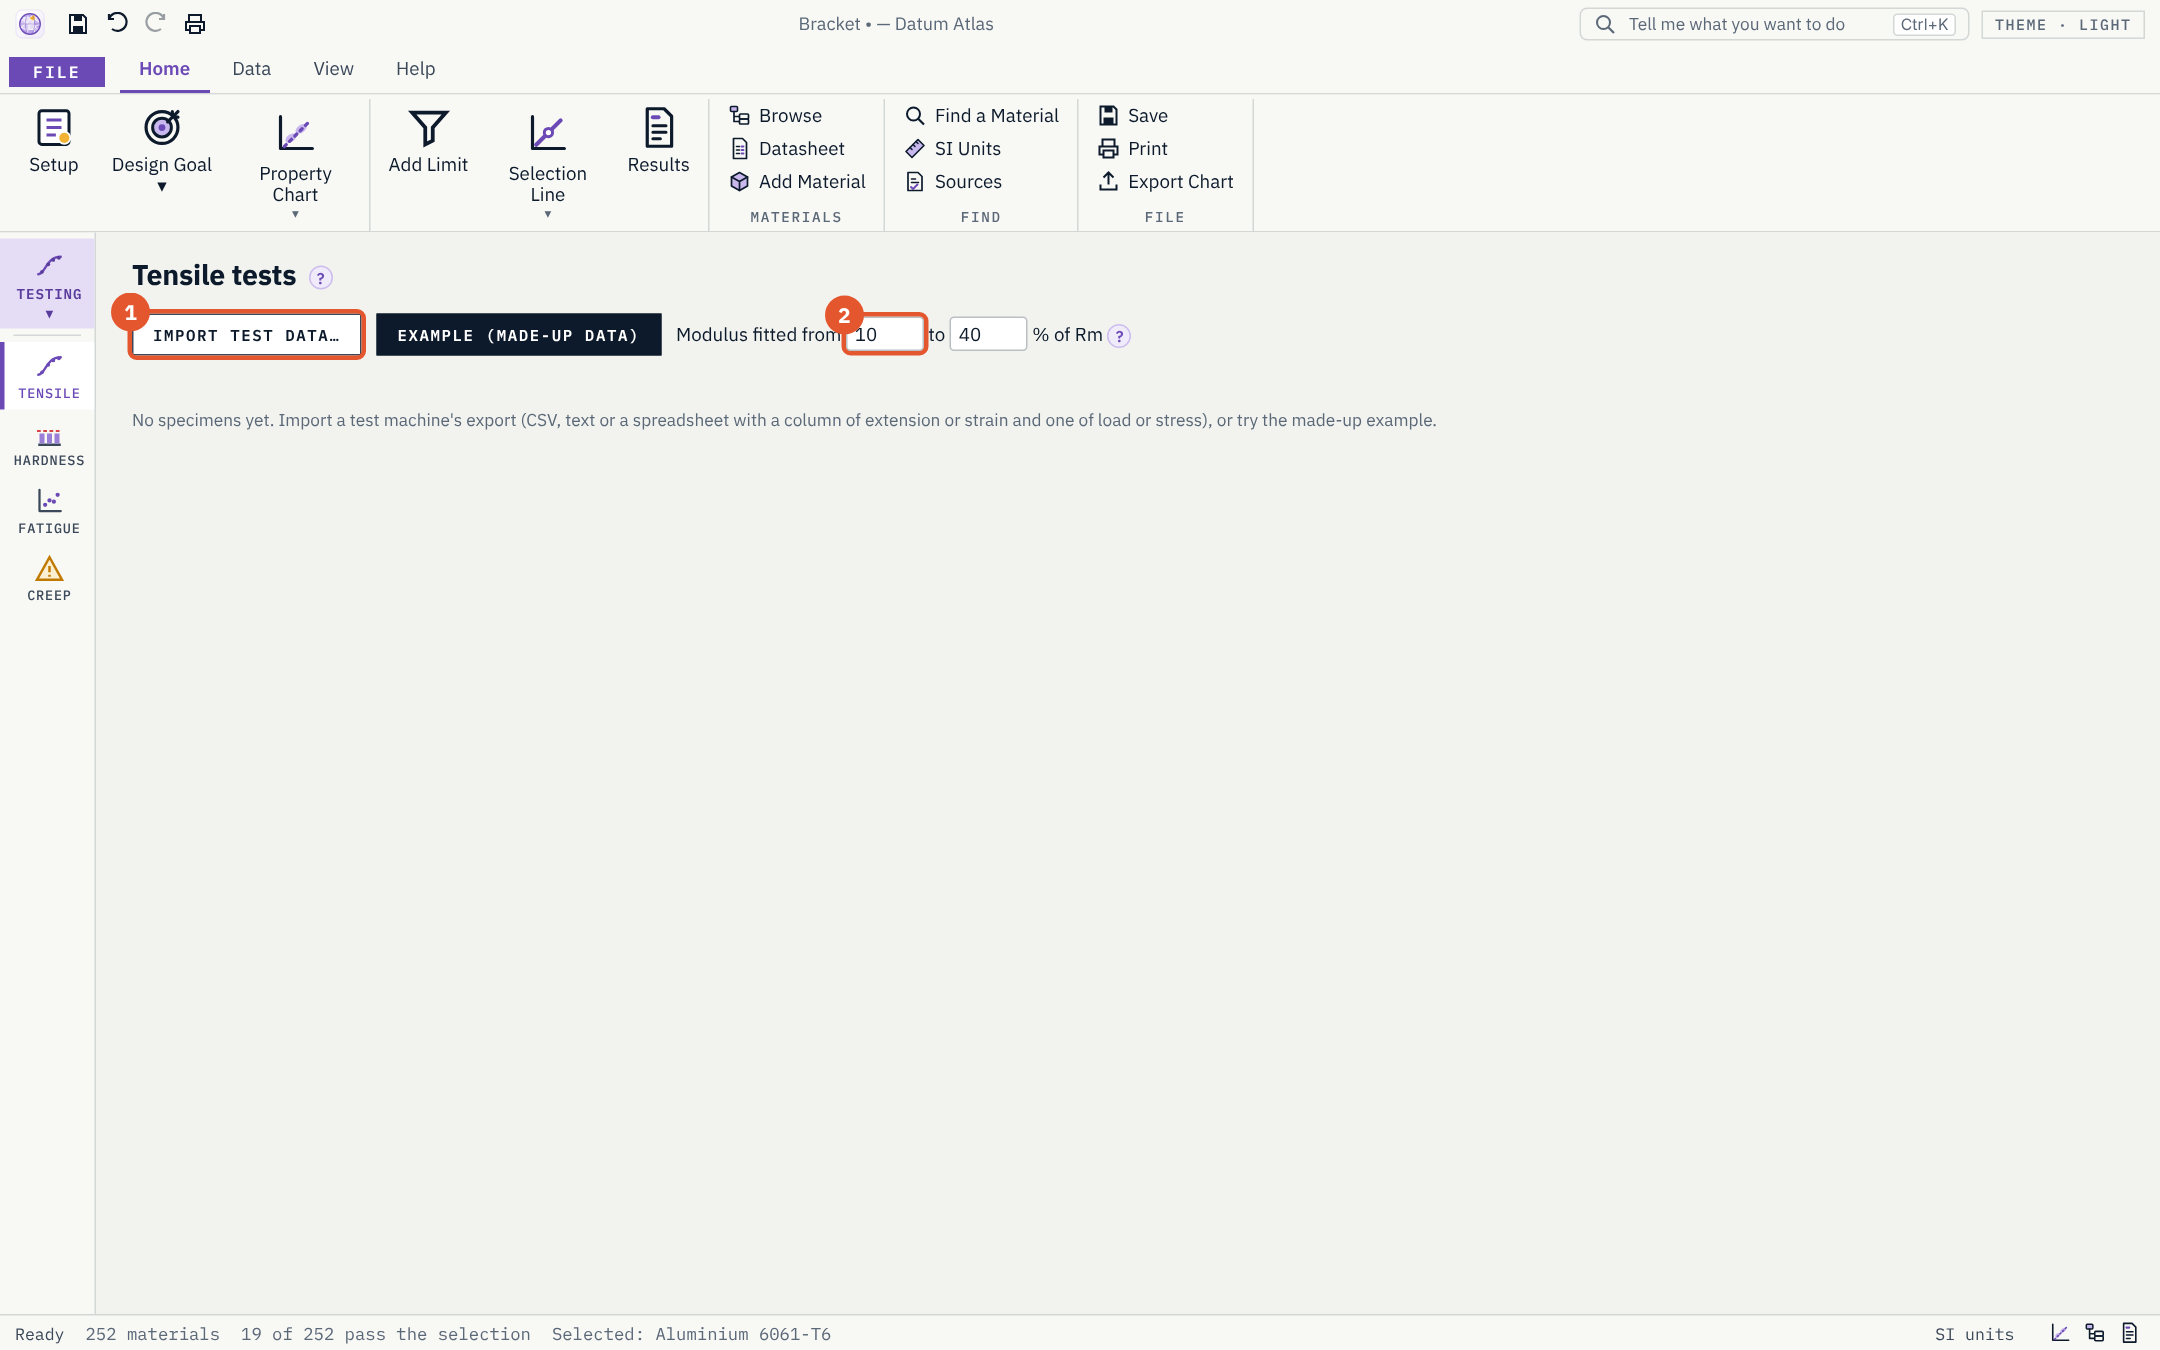 Bracket • — Datum Atlas
Tell me what you want to do
Ctrl+K
THEME · LIGHT
FILE
Home
Data
View
Help
Setup
Design Goal
Property
Chart
Add Limit
Selection
Line
Results
Browse
Datasheet
Add Material
MATERIALS
Find a Material
SI Units
Sources
FIND
Save
Print
Export Chart
FILE
TESTING
TENSILE
HARDNESS
FATIGUE
CREEP
Tensile tests ?
1
IMPORT TEST DATA…
EXAMPLE (MADE-UP DATA)
Modulus fitted from 10 to 40 % of Rm ?
2
No specimens yet. Import a test machine's export (CSV, text or a spreadsheet with a column of extension or strain and one of load or stress), or try the made-up example.
Ready
252 materials
19 of 252 pass the selection
Selected: Aluminium 6061-T6
SI units